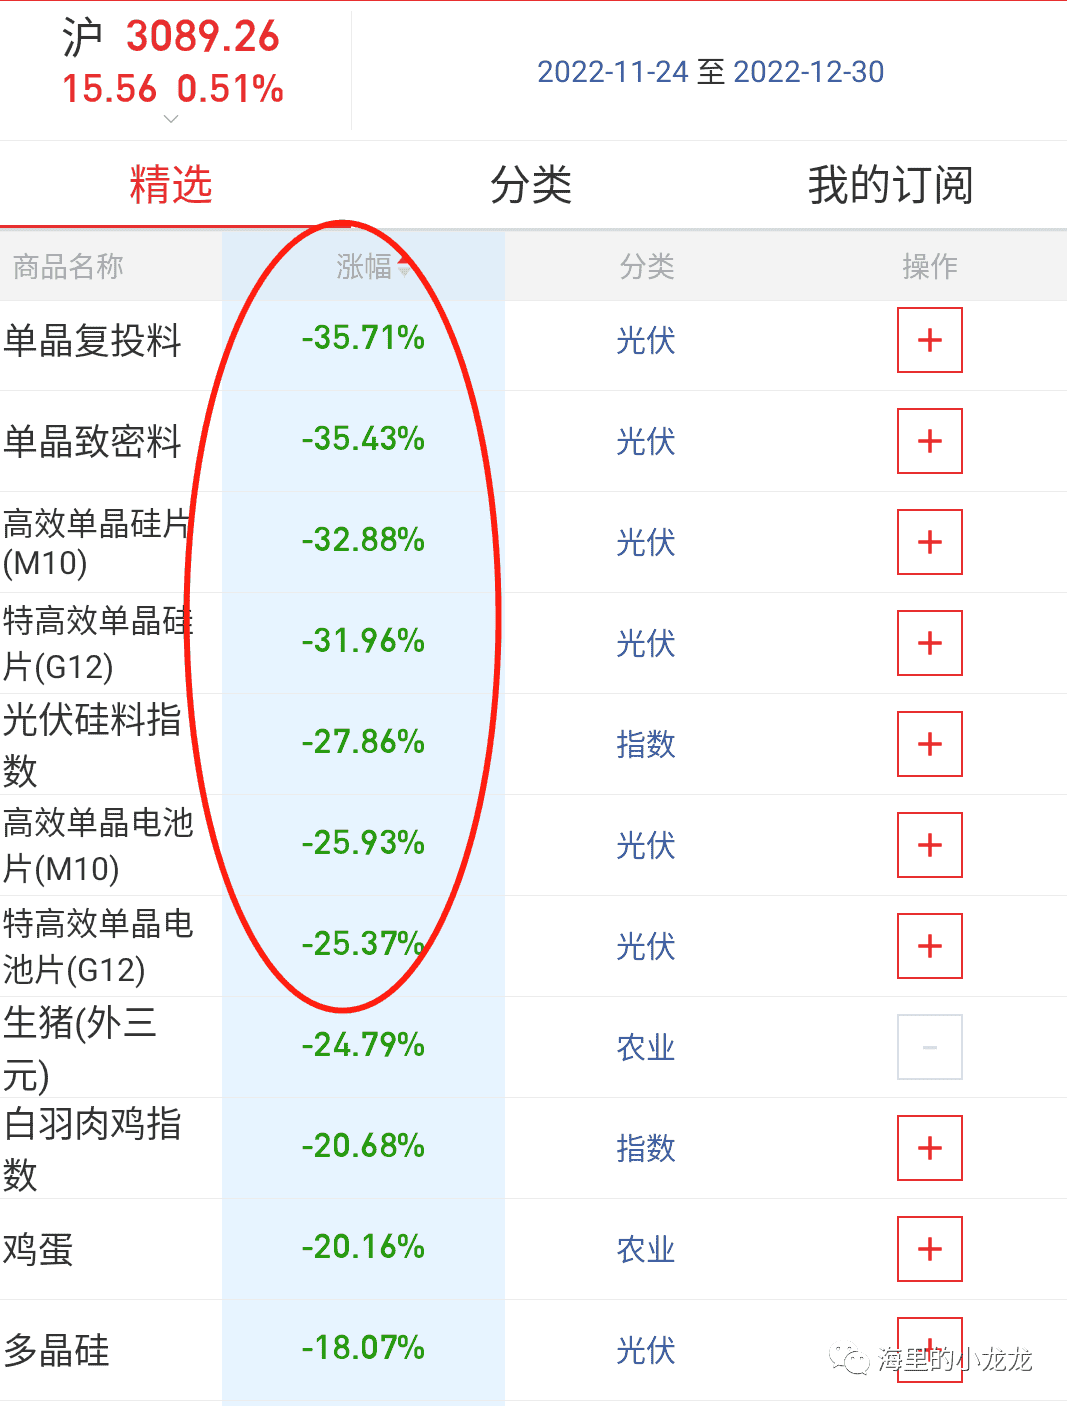 沪 3089.26
15.56 0.51%
2022-11-24 至 2022-12-30
精选 分类 我的订阅
商品名称 涨幅 分类 操作
单晶复投料 -35.71% 光伏 +
单晶致密料 -35.43% 光伏 +
高效单晶硅片
(M10) -32.88% 光伏 +
特高效单晶硅
片(G12) -31.96% 光伏 +
光伏硅料指
数 -27.86% 指数 +
高效单晶电池
片(M10) -25.93% 光伏 +
特高效单晶电
池片(G12) -25.37% 光伏 +
生猪(外三
元) -24.79% 农业 -
白羽肉鸡指
数 -20.68% 指数 +
鸡蛋 -20.16% 农业 +
多晶硅 -18.07% 光伏 +
海里的小龙龙